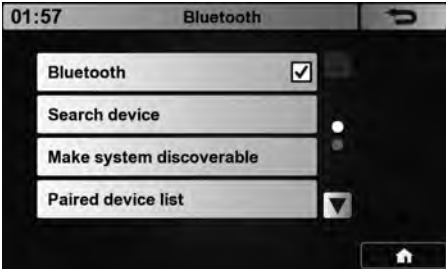 01:57 Bluetooth
Bluetooth
Search device
Make system discoverable
Paired device list